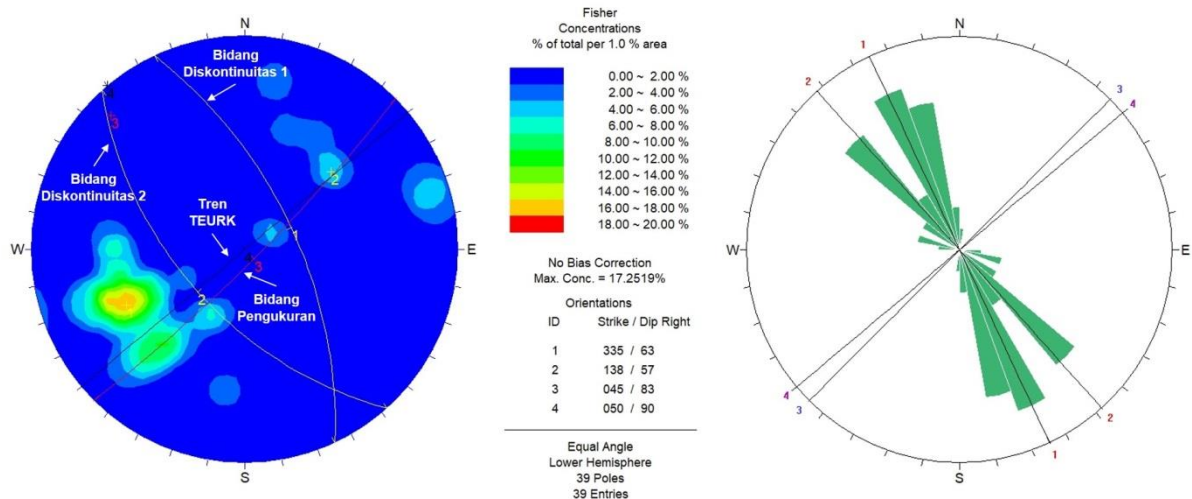 N
Bidang
Diskontinuitas 1
4
3
Bidang
Diskontinuitas 2
2
Tren
TEURK
W
E
1
4
3
2
Bidang
Pengukuran
S
Fisher
Concentrations
% of total per 1.0 % area
0.00 ~ 2.00 %
2.00 ~ 4.00 %
4.00 ~ 6.00 %
6.00 ~ 8.00 %
8.00 ~ 10.00 %
10.00 ~ 12.00 %
12.00 ~ 14.00 %
14.00 ~ 16.00 %
16.00 ~ 18.00 %
18.00 ~ 20.00 %
No Bias Correction
Max. Conc. = 17.2519%
Orientations
ID Strike / Dip Right
1 335 / 63
2 138 / 57
3 045 / 83
4 050 / 90
Equal Angle
Lower Hemisphere
39 Poles
39 Entries
N
1
2
3
4
W
E
4
3
2
1
S